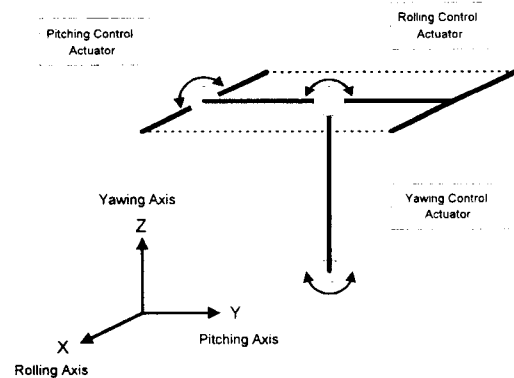 Pitching Control
Actuator
Rolling Control
Actuator
Yawing Control
Actuator
Yawing Axis
Z
Y
Pitching Axis
X
Rolling Axis